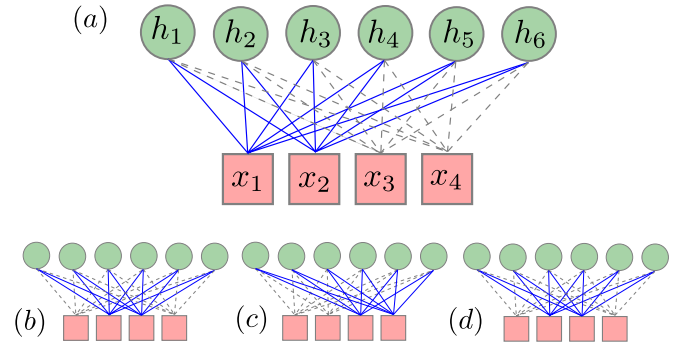 (a)
h₁ h₂ h₃ h₄ h₅ h₆
x₁ x₂ x₃ x₄
(b) (c) (d)